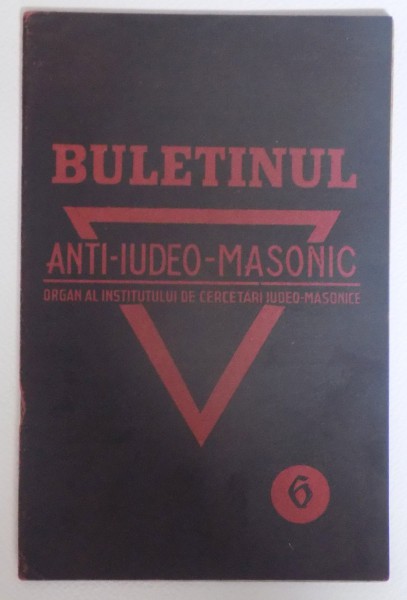 BULETINUL
ANTI-IUDEO-MASONIC
ORGAN AL INSTITUTULUI DE CERCETARI IUDEO-MASONICE
6